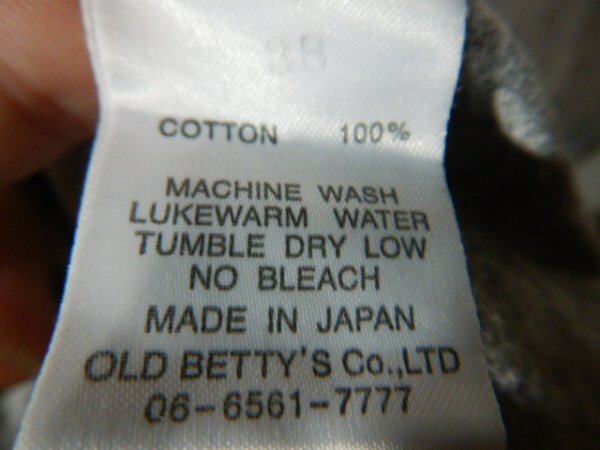 COTTON 100%
MACHINE WASH
LUKEWARM WATER
TUMBLE DRY LOW
NO BLEACH
MADE IN JAPAN
OLD BETTY'S Co.,LTD
06-6561-7777